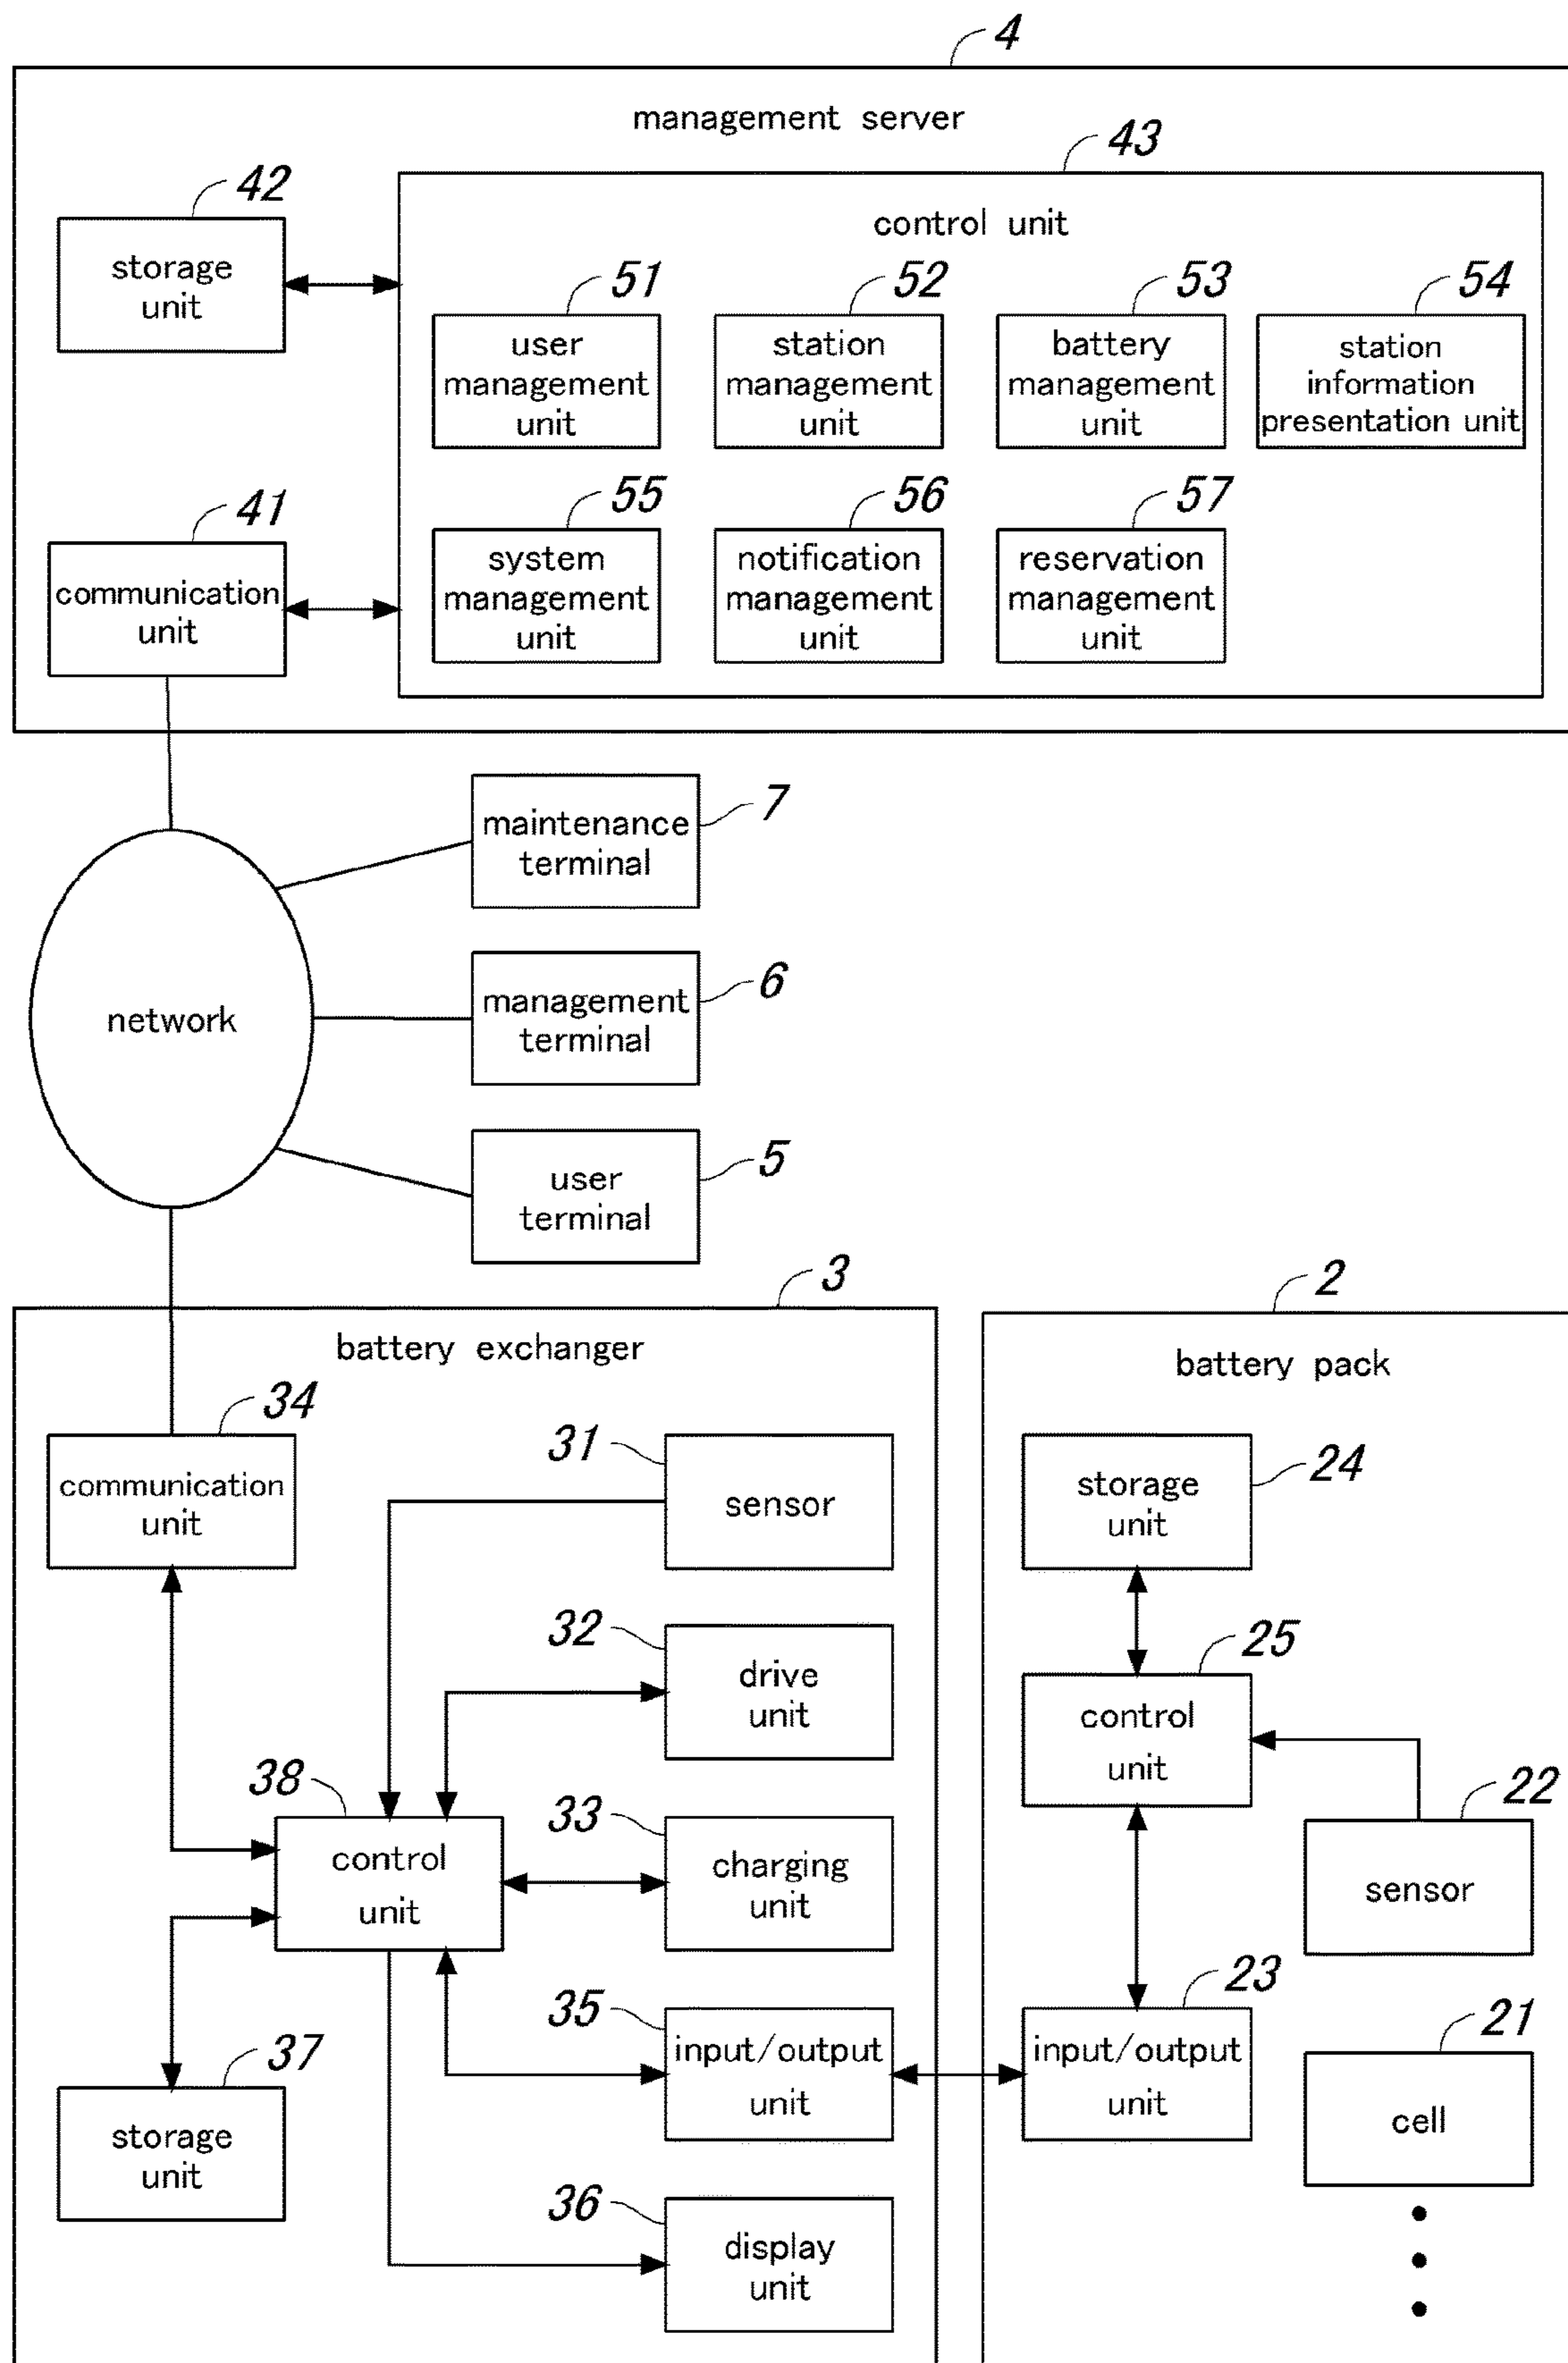 4
management server
43
42
control unit
storage
unit
51
52
53
54
user
management
unit
station
management
unit
battery
management
unit
station
information
presentation unit
41
communication
unit
55
56
57
system
management
unit
notification
management
unit
reservation
management
unit
maintenance
terminal
7
network
management
terminal
6
user
terminal
5
3
battery exchanger
34
communication
unit
31
sensor
32
drive
unit
38
control
unit
33
charging
unit
35
input/output
unit
37
storage
unit
36
display
unit
2
battery pack
24
storage
unit
25
control
unit
22
sensor
23
input/output
unit
21
cell